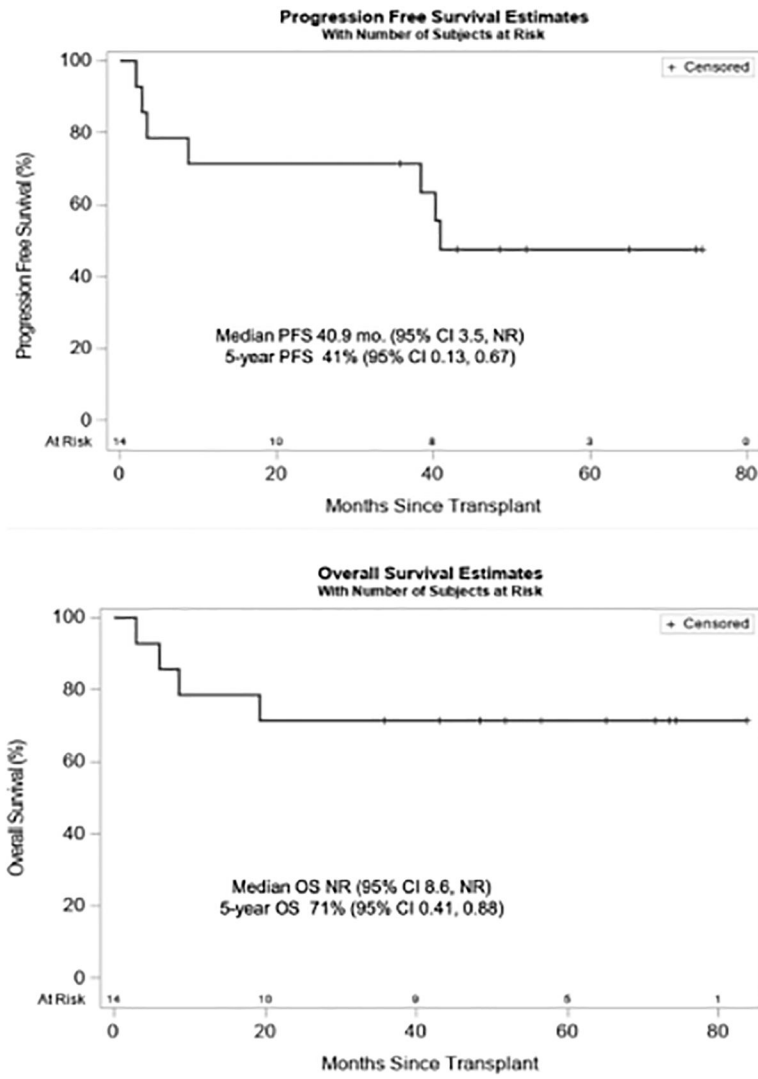 Progression Free Survival Estimates
With Number of Subjects at Risk
+ Censored
100
80
60
40
20
0
Progression Free Survival (%)
Median PFS 40.9 mo. (95% CI 3.5, NR)
5-year PFS 41% (95% CI 0.13, 0.67)
At Risk 14 10 8 3 0
0 20 40 60 80
Months Since Transplant
Overall Survival Estimates
With Number of Subjects at Risk
+ Censored
100
80
60
40
20
0
Overall Survival (%)
Median OS NR (95% CI 8.6, NR)
5-year OS 71% (95% CI 0.41, 0.88)
At Risk 14 10 9 5 1
0 20 40 60 80
Months Since Transplant